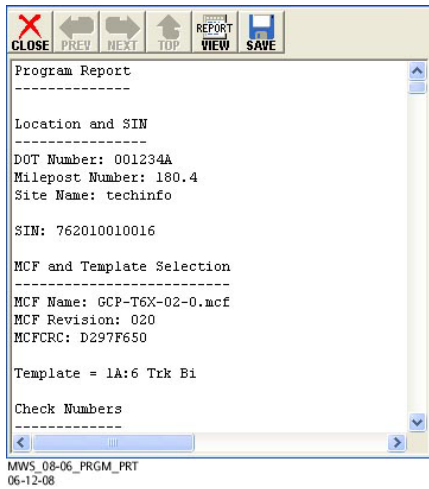 CLOSE PREV NEXT TOP REPORT VIEW SAVE
Program Report
--------------
Location and SIN
----------------
DOT Number: 001234A
Milepost Number: 180.4
Site Name: techinfo
SIN: 762010010016
MCF and Template Selection
--------------------------
MCF Name: GCP-T6X-02-0.mcf
MCF Revision: 020
MCFCRC: D297F650
Template = 1A:6 Trk Bi
Check Numbers
-------------
MWS_08-06_PRGM_PRT
06-12-08